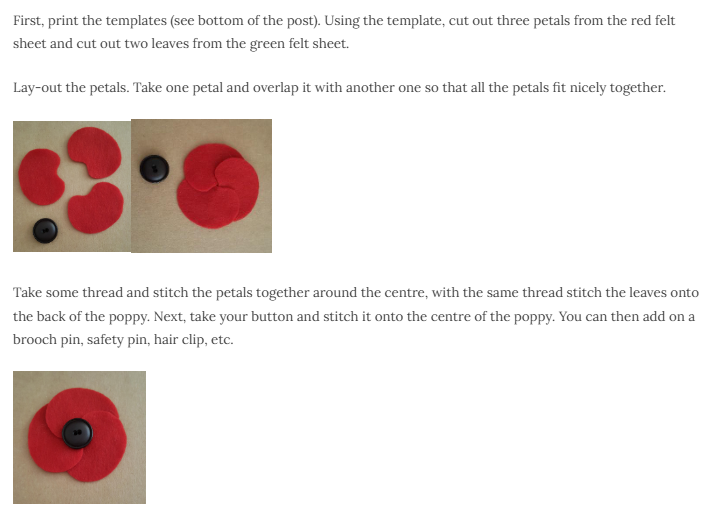 First, print the templates (see bottom of the post). Using the template, cut out three petals from the red felt
sheet and cut out two leaves from the green felt sheet.
Lay-out the petals. Take one petal and overlap it with another one so that all the petals fit nicely together.
Take some thread and stitch the petals together around the centre, with the same thread stitch the leaves onto
the back of the poppy. Next, take your button and stitch it onto the centre of the poppy. You can then add on a
brooch pin, safety pin, hair clip, etc.